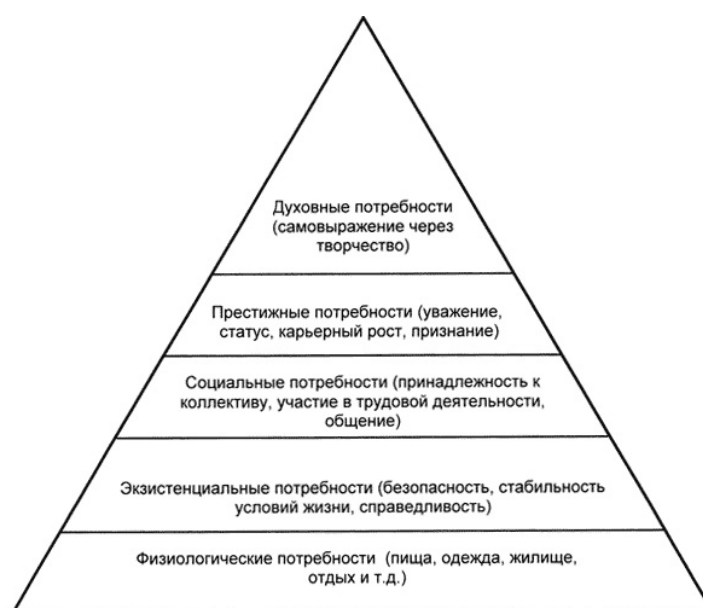 Духовные потребности
(самовыражение через
творчество)
Престижные потребности (уважение,
статус, карьерный рост, признание)
Социальные потребности (принадлежность к
коллективу, участие в трудовой деятельности,
общение)
Экзистенциальные потребности (безопасность, стабильность
условий жизни, справедливость)
Физиологические потребности (пища, одежда, жилище,
отдых и т.д.)